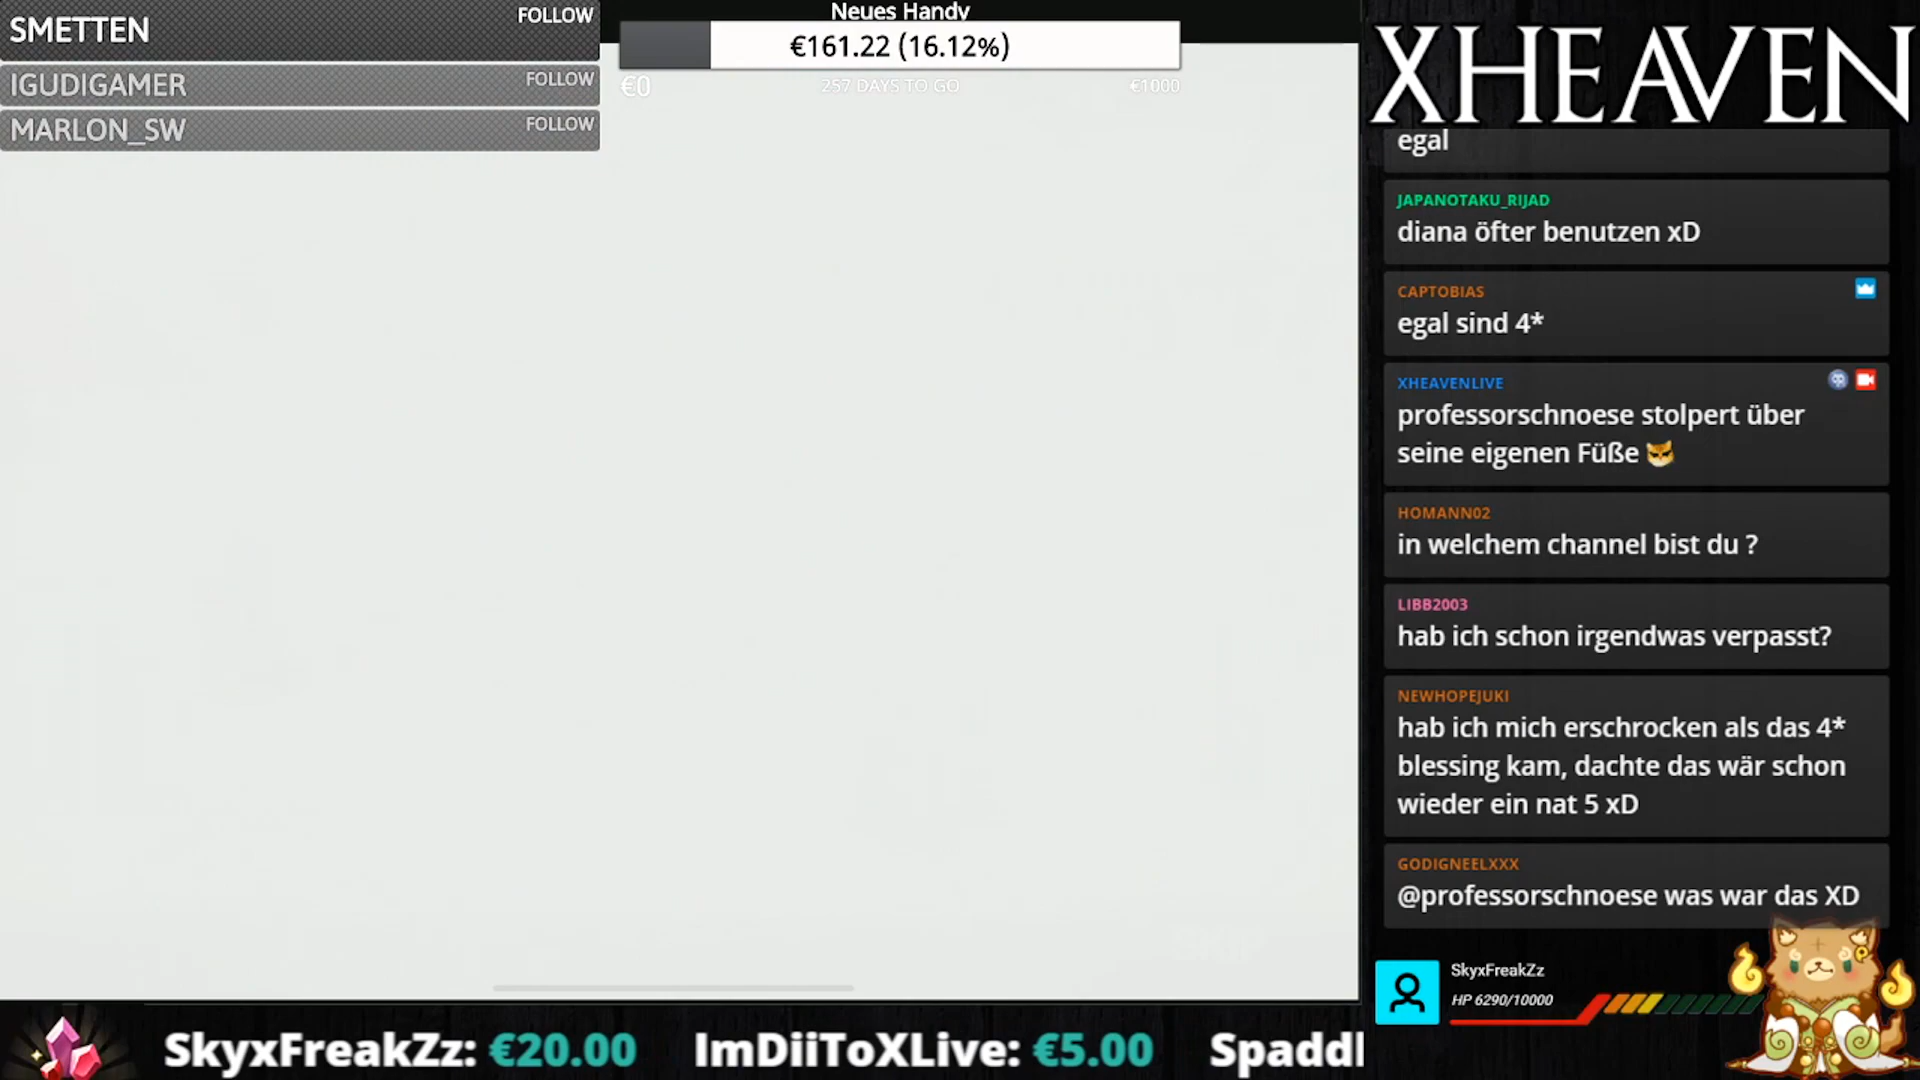 SMETTEN FOLLOW
IGUDIGAMER FOLLOW
MARLON_SW FOLLOW
Neues Handy
€161.22 (16.12%)
€0 257 DAYS TO GO €1000
XHEAVEN
egal
JAPANOTAKU_RIJAD
diana öfter benutzen xD
CAPTOBIAS
egal sind 4*
XHEAVENLIVE
professorschnoese stolpert über
seine eigenen Füße
HOMANN02
in welchem channel bist du ?
LIBB2003
hab ich schon irgendwas verpasst?
NEWHOPEJUKI
hab ich mich erschrocken als das 4*
blessing kam, dachte das wär schon
wieder ein nat 5 xD
GODIGNEELXXX
@professorschnoese was war das XD
SkyxFreakZz
HP 6290/10000
SkyxFreakZz: €20.00 ImDiiToXLive: €5.00 Spaddl